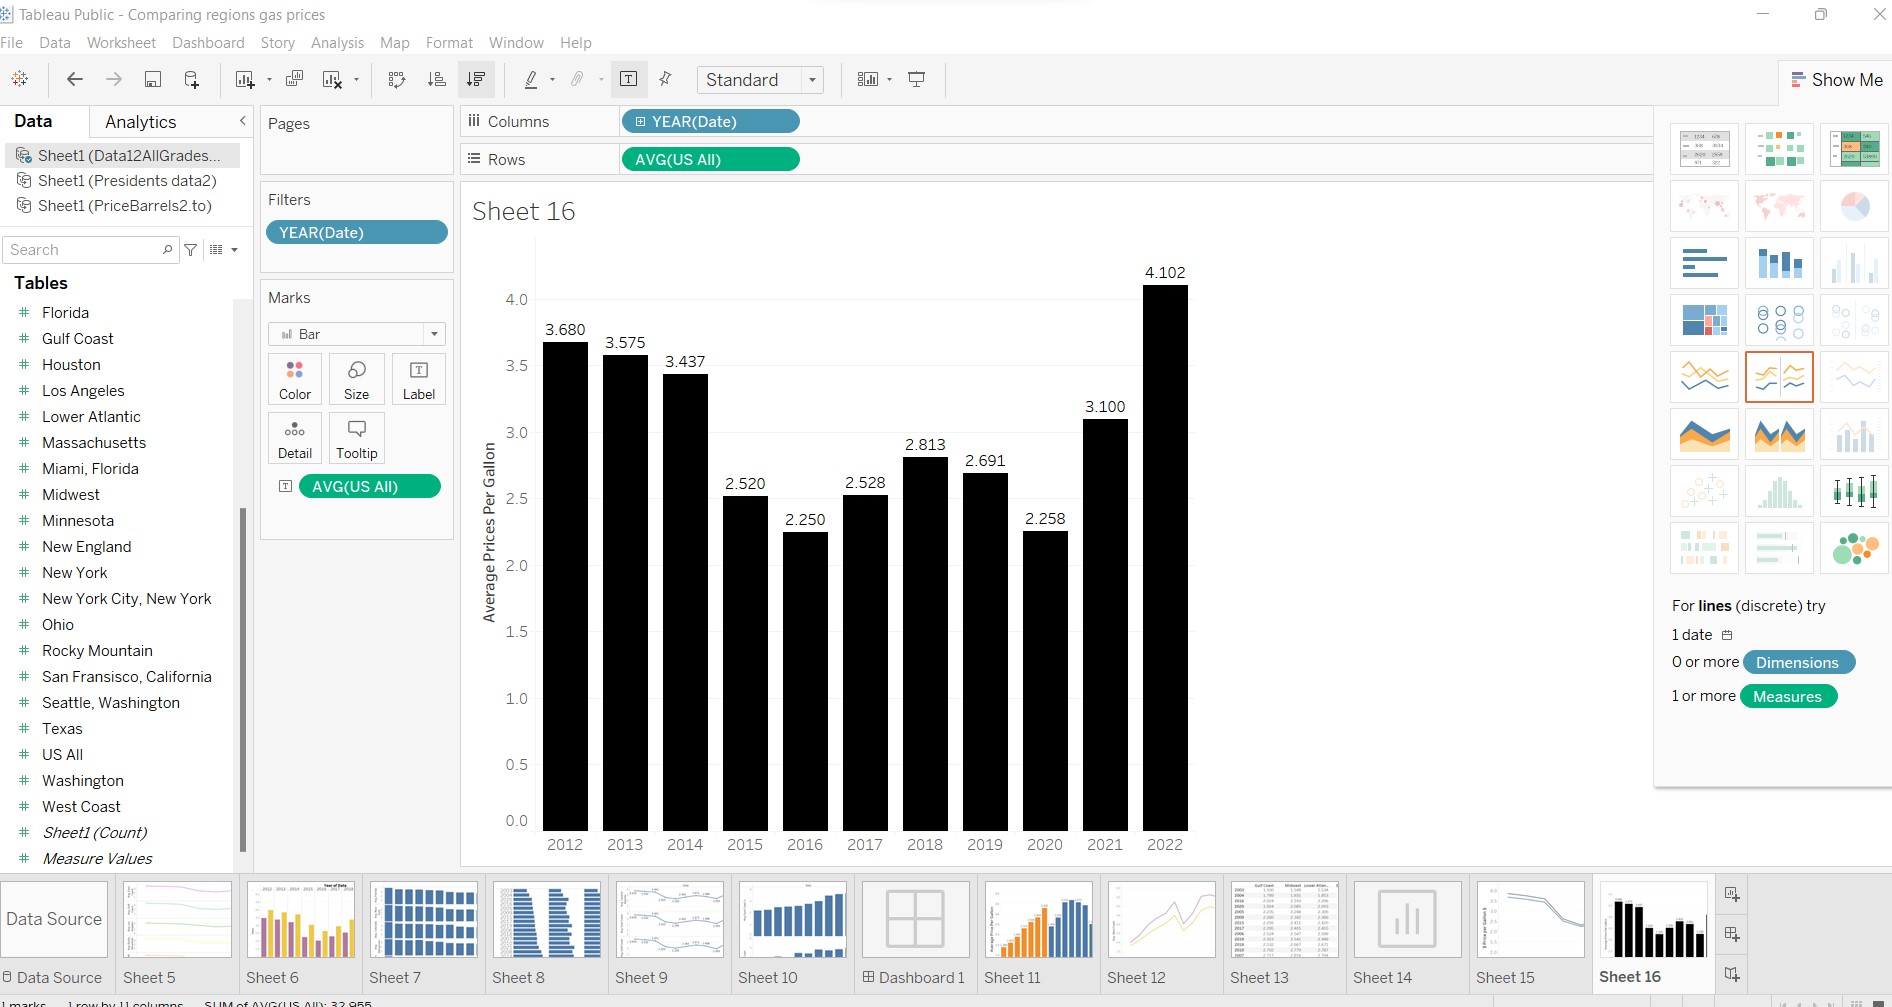 Tableau Public - Comparing regions gas prices
File Data Worksheet Dashboard Story Analysis Map Format Window Help
Standard
Show Me
Data Analytics
Sheet1 (Data12AllGrades...
Sheet1 (Presidents data2)
Sheet1 (PriceBarrels2.to)
Search
Tables
Florida
Gulf Coast
Houston
Los Angeles
Lower Atlantic
Massachusetts
Miami, Florida
Midwest
Minnesota
New England
New York
New York City, New York
Ohio
Rocky Mountain
San Fransisco, California
Seattle, Washington
Texas
US All
Washington
West Coast
Sheet1 (Count)
Measure Values
Pages
Filters
YEAR(Date)
Marks
Bar
Color Size Label
Detail Tooltip
AVG(US All)
Columns YEAR(Date)
Rows AVG(US All)
Sheet 16
Average Prices Per Gallon
4.0
3.5
3.0
2.5
2.0
1.5
1.0
0.5
0.0
3.680 3.575 3.437 2.520 2.250 2.528 2.813 2.691 2.258 3.100 4.102
2012 2013 2014 2015 2016 2017 2018 2019 2020 2021 2022
For lines (discrete) try
1 date
0 or more Dimensions
1 or more Measures
Data Source
Data Source Sheet 5 Sheet 6 Sheet 7 Sheet 8 Sheet 9 Sheet 10 Dashboard 1 Sheet 11 Sheet 12 Sheet 13 Sheet 14 Sheet 15 Sheet 16
marks 1 row by 11 columns SUM of AVG(US All): 32.955